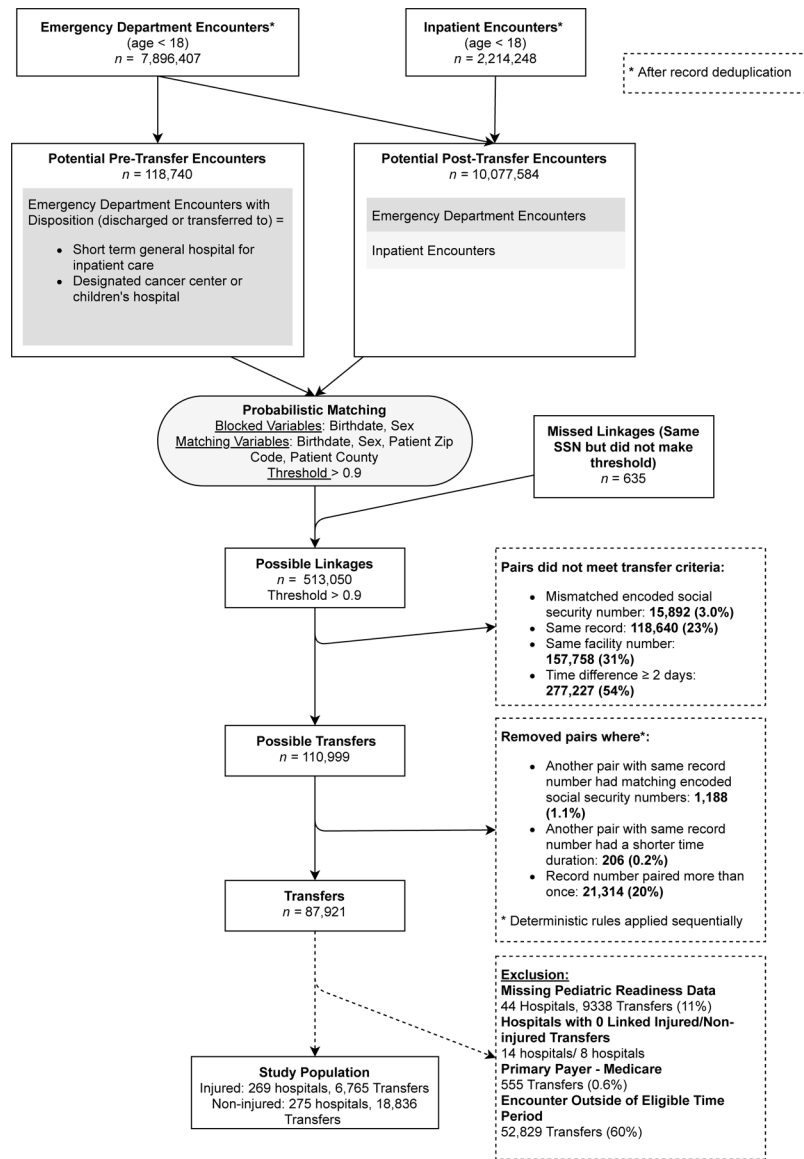 Emergency Department Encounters*
(age < 18)
n = 7,896,407
Inpatient Encounters*
(age < 18)
n = 2,214,248
* After record deduplication
Potential Pre-Transfer Encounters
n = 118,740
Emergency Department Encounters with
Disposition (discharged or transferred to) =
• Short term general hospital for
inpatient care
• Designated cancer center or
children's hospital
Potential Post-Transfer Encounters
n = 10,077,584
Emergency Department Encounters
Inpatient Encounters
Probabilistic Matching
Blocked Variables: Birthdate, Sex
Matching Variables: Birthdate, Sex, Patient Zip
Code, Patient County
Threshold > 0.9
Missed Linkages (Same
SSN but did not make
threshold)
n = 635
Possible Linkages
n = 513,050
Threshold > 0.9
Pairs did not meet transfer criteria:
• Mismatched encoded social
security number: 15,892 (3.0%)
• Same record: 118,640 (23%)
• Same facility number:
157,758 (31%)
• Time difference ≥ 2 days:
277,227 (54%)
Possible Transfers
n = 110,999
Removed pairs where*:
• Another pair with same record
number had matching encoded
social security numbers: 1,188
(1.1%)
• Another pair with same record
number had a shorter time
duration: 206 (0.2%)
• Record number paired more than
once: 21,314 (20%)
* Deterministic rules applied sequentially
Transfers
n = 87,921
Exclusion:
Missing Pediatric Readiness Data
44 Hospitals, 9338 Transfers (11%)
Hospitals with 0 Linked Injured/Non-
injured Transfers
14 hospitals/ 8 hospitals
Primary Payer - Medicare
555 Transfers (0.6%)
Encounter Outside of Eligible Time
Period
52,829 Transfers (60%)
Study Population
Injured: 269 hospitals, 6,765 Transfers
Non-injured: 275 hospitals, 18,836
Transfers